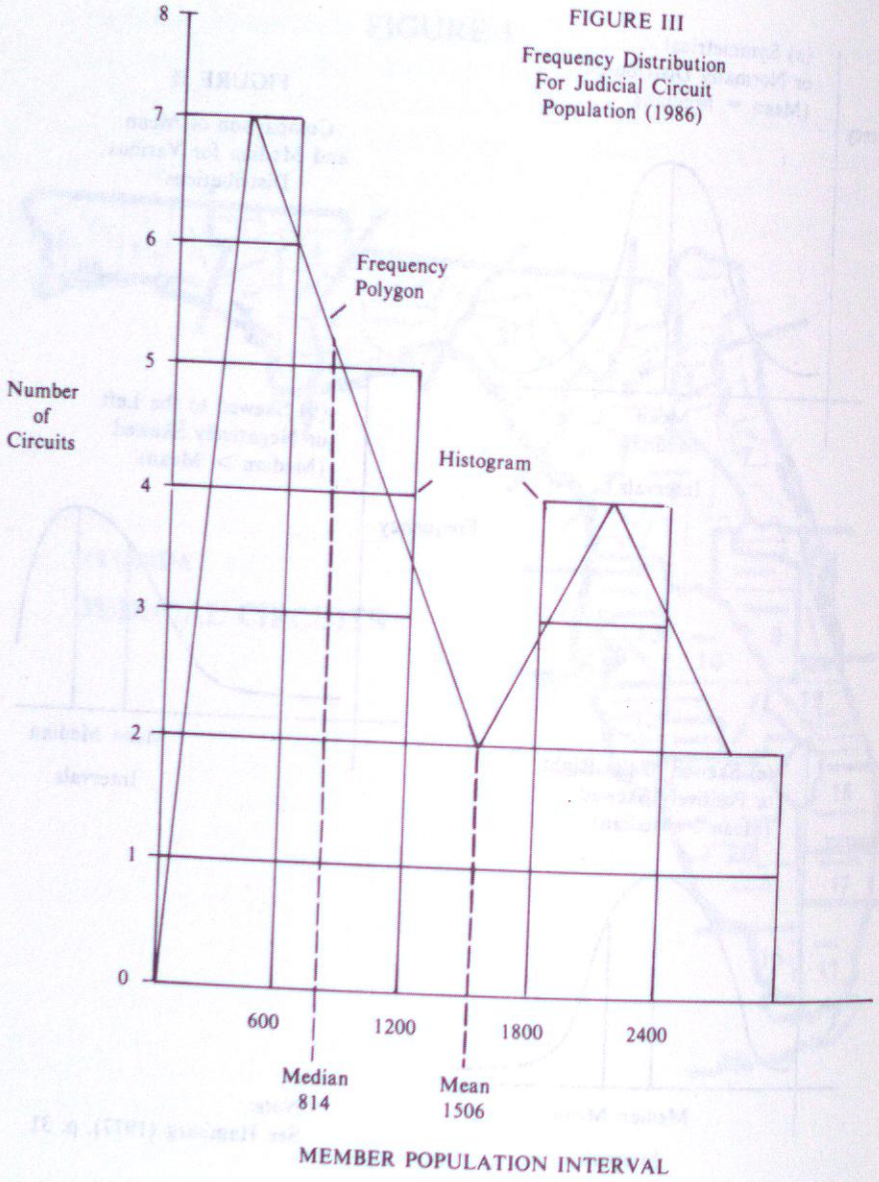 FIGURE III
Frequency Distribution
For Judicial Circuit
Population (1986)
8
7
6
5
4
3
2
1
0
Number
of
Circuits
Frequency
Polygon
Histogram
600
1200
1800
2400
Median
814
Mean
1506
MEMBER POPULATION INTERVAL